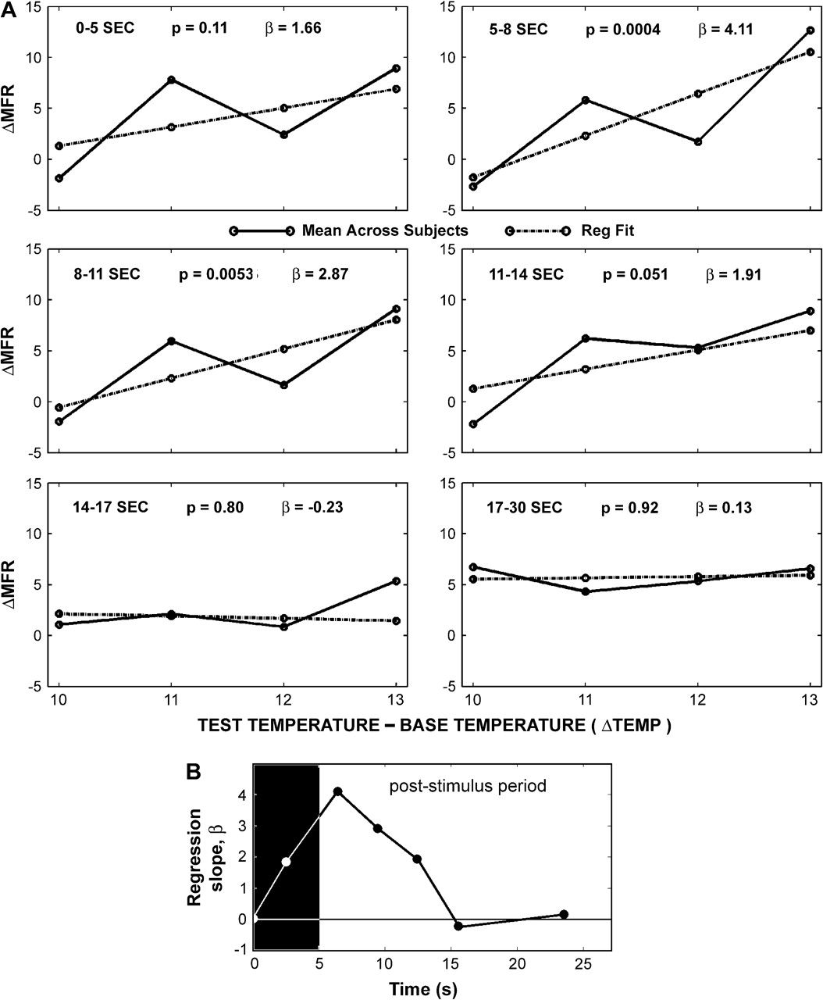 A
0-5 SEC p = 0.11 β = 1.66
15
10
5
0
-5
ΔMFR
5-8 SEC p = 0.0004 β = 4.11
15
10
5
0
-5
Mean Across Subjects Reg Fit
8-11 SEC p = 0.0053 β = 2.87
15
10
5
0
-5
ΔMFR
11-14 SEC p = 0.051 β = 1.91
15
10
5
0
-5
14-17 SEC p = 0.80 β = -0.23
15
10
5
0
-5
ΔMFR
10 11 12 13
17-30 SEC p = 0.92 β = 0.13
15
10
5
0
-5
10 11 12 13
TEST TEMPERATURE – BASE TEMPERATURE ( ΔTEMP )
B
post-stimulus period
Regression
slope, β
4
3
2
1
0
-1
0 5 10 15 20 25
Time (s)